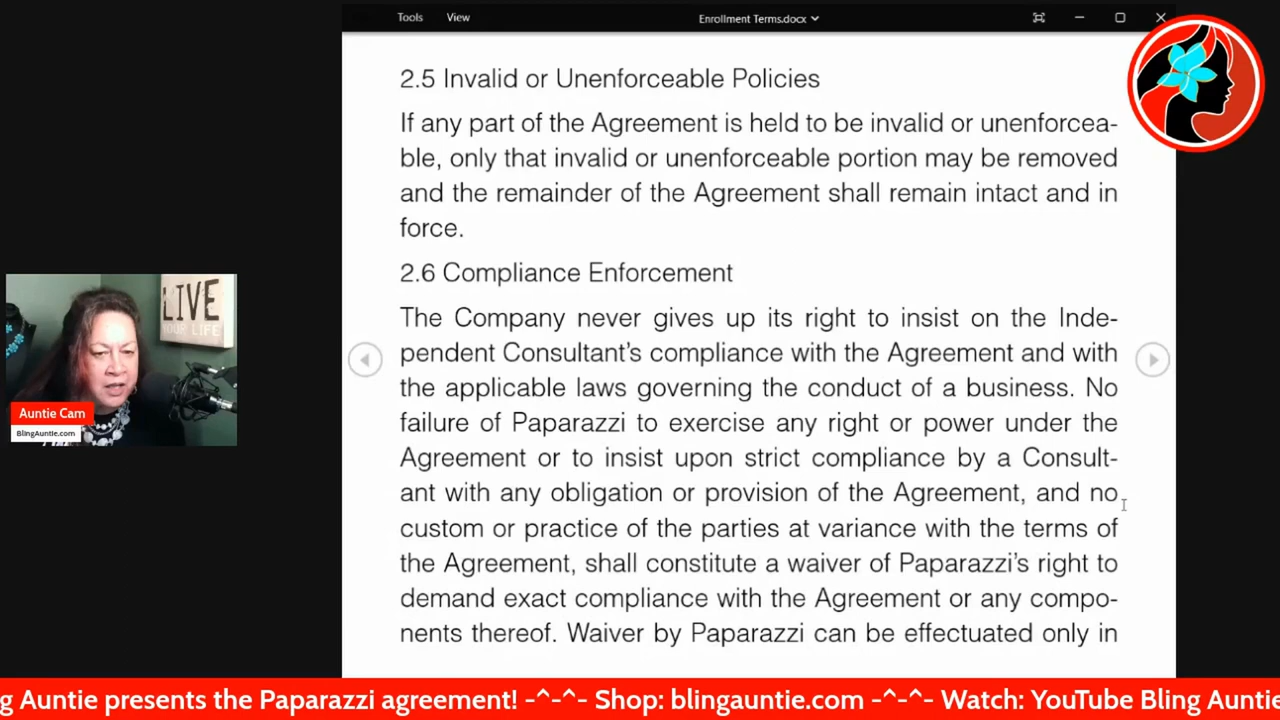 Tools View Enrollment Terms.docx
2.5 Invalid or Unenforceable Policies
If any part of the Agreement is held to be invalid or unenforcea-
ble, only that invalid or unenforceable portion may be removed
and the remainder of the Agreement shall remain intact and in
force.
2.6 Compliance Enforcement
The Company never gives up its right to insist on the Inde-
pendent Consultant's compliance with the Agreement and with
the applicable laws governing the conduct of a business. No
failure of Paparazzi to exercise any right or power under the
Agreement or to insist upon strict compliance by a Consult-
ant with any obligation or provision of the Agreement, and no
custom or practice of the parties at variance with the terms of
the Agreement, shall constitute a waiver of Paparazzi's right to
demand exact compliance with the Agreement or any compo-
nents thereof. Waiver by Paparazzi can be effectuated only in
LIVE
YOUR LIFE
Auntie Cam
BlingAuntie.com
g Auntie presents the Paparazzi agreement! -^-^- Shop: blingauntie.com -^-^- Watch: YouTube Bling Auntie